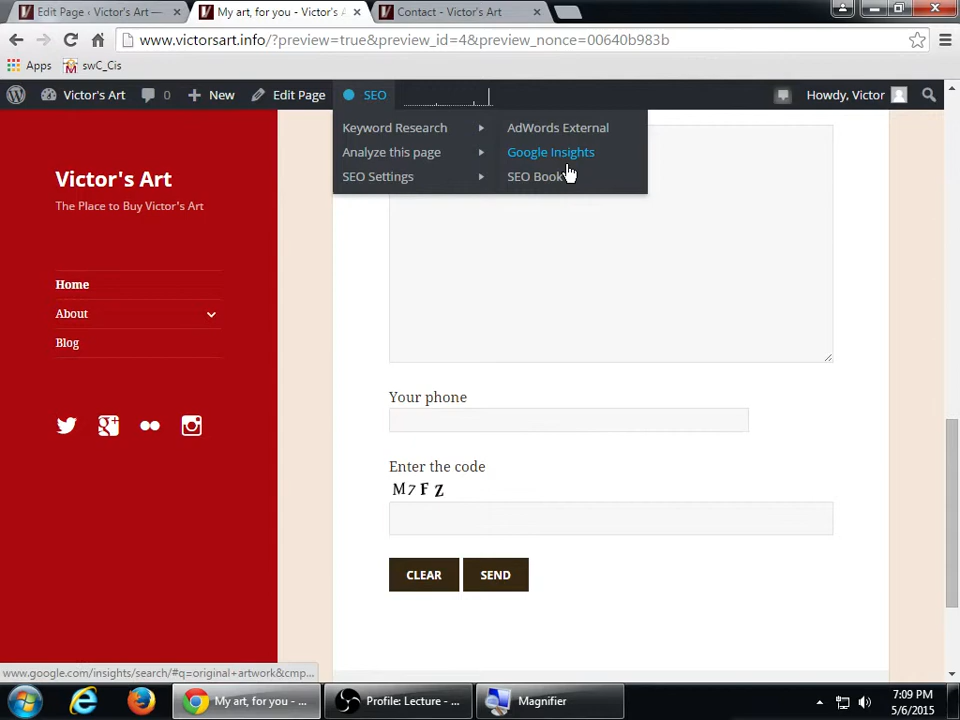 Edit Page ‹ Victor's Art —
My art, for you - Victor's A
Contact - Victor's Art
www.victorsart.info/?preview=true&preview_id=4&preview_nonce=00640b983b
Apps
swC_Cis
Victor's Art
0
New
Edit Page
SEO
Howdy, Victor
Keyword Research
AdWords External
Analyze this page
Google Insights
SEO Settings
SEO Book
Victor's Art
The Place to Buy Victor's Art
Home
About
Blog
Your phone
Enter the code
M7FZ
CLEAR
SEND
www.google.com/insights/search/#q=original+artwork&cmp...
My art, for you - ...
Profile: Lecture - ...
Magnifier
7:09 PM
5/6/2015